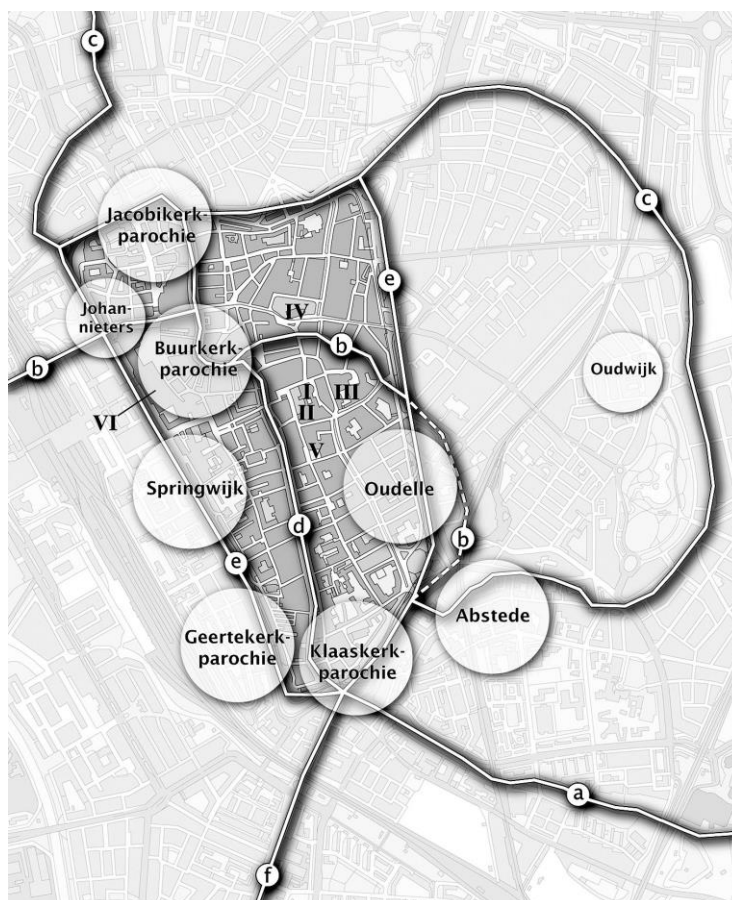 c
Jacobikerk-
parochie
c
e
Johan-
nieters
IV
b
Buurkerk-
parochie
b
Oudwijk
I
III
II
VI
V
Springwijk
Oudelle
d
b
e
Abstede
Geertekerk-
parochie
Klaaskerk-
parochie
a
f